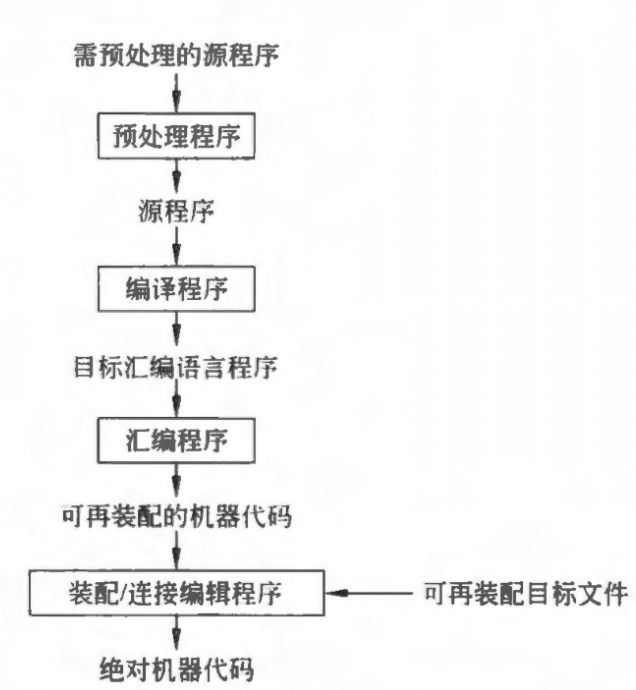 需预处理的源程序
预处理程序
源程序
编译程序
目标汇编语言程序
汇编程序
可再装配的机器代码
装配/连接编辑程序
可再装配目标文件
绝对机器代码